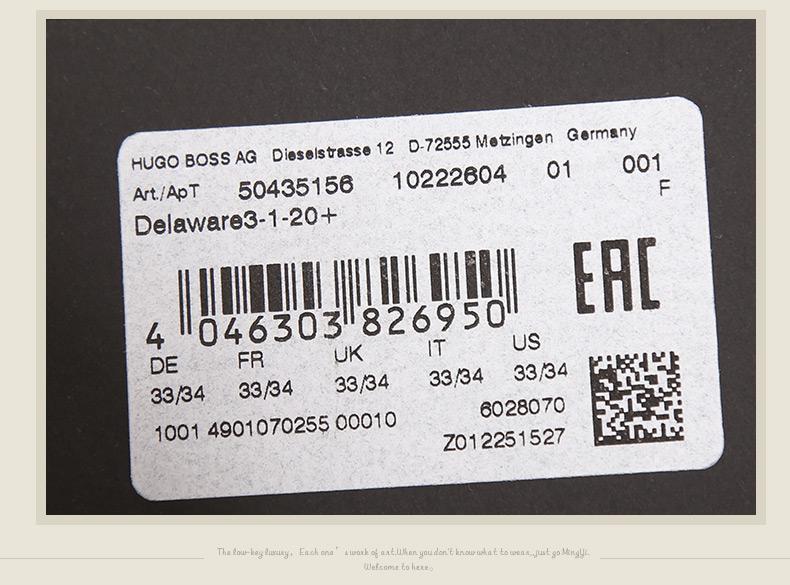 HUGO BOSS AG Dieselstrasse 12 D-72555 Metzingen Germany
Art./ApT 50435156 10222604 01 001
F
Delaware3-1-20+
EAC
4 046303 826950
DE FR UK IT US
33/34 33/34 33/34 33/34 33/34
1001 4901070255 00010 6028070
Z012251527
The low-key luxury, Each one's work of art.When you don't know what to wear...just go MingYi.
Welcome to here。